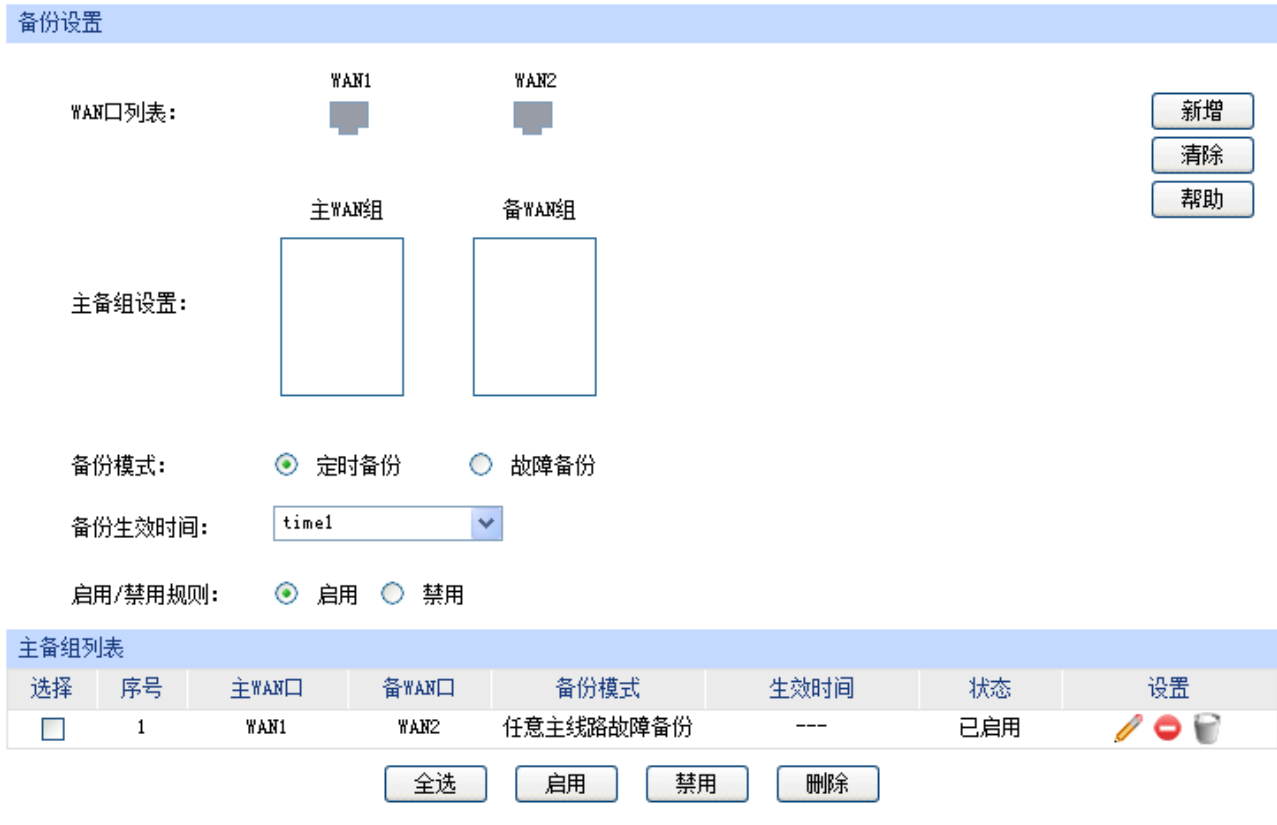 备份设置
WAN1 WAN2
WAN口列表：
新增
清除
帮助
主WAN组 备WAN组
主备组设置：
备份模式： 定时备份 故障备份
备份生效时间： time1
启用/禁用规则： 启用 禁用
主备组列表
选择 序号 主WAN口 备WAN口 备份模式 生效时间 状态 设置
1 WAN1 WAN2 任意主线路故障备份 --- 已启用
全选 启用 禁用 删除